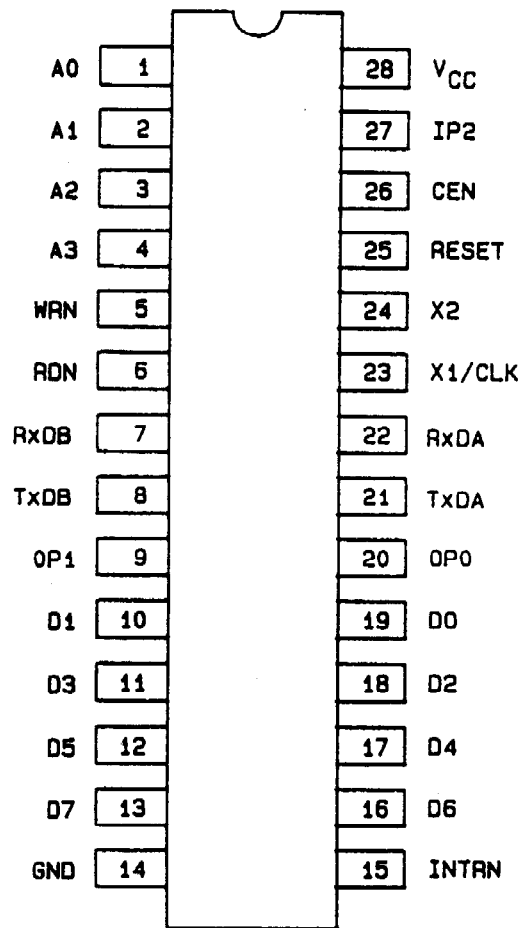 A0 1 28 VCC
A1 2 27 IP2
A2 3 26 CEN
A3 4 25 RESET
WRN 5 24 X2
RDN 6 23 X1/CLK
RxDB 7 22 RxDA
TxDB 8 21 TxDA
OP1 9 20 OP0
D1 10 19 D0
D3 11 18 D2
D5 12 17 D4
D7 13 16 D6
GND 14 15 INTRN